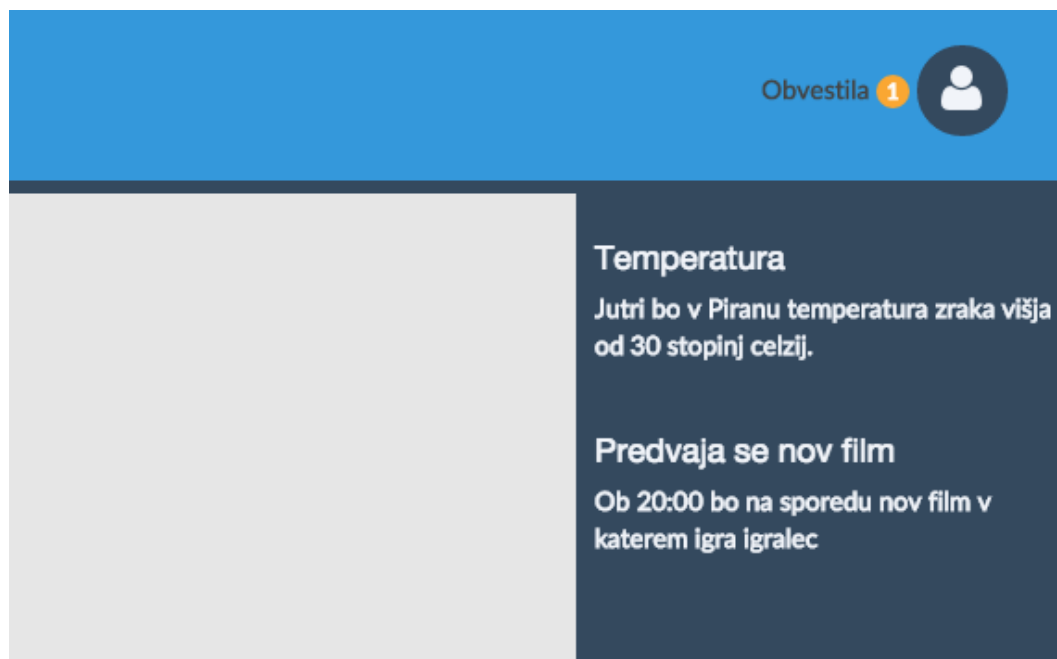 Obvestila 1
Temperatura
Jutri bo v Piranu temperatura zraka višja
od 30 stopinj celzij.
Predvaja se nov film
Ob 20:00 bo na sporedu nov film v
katerem igra igralec